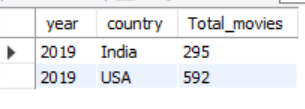 year country Total_movies
2019 India 295
2019 USA 592